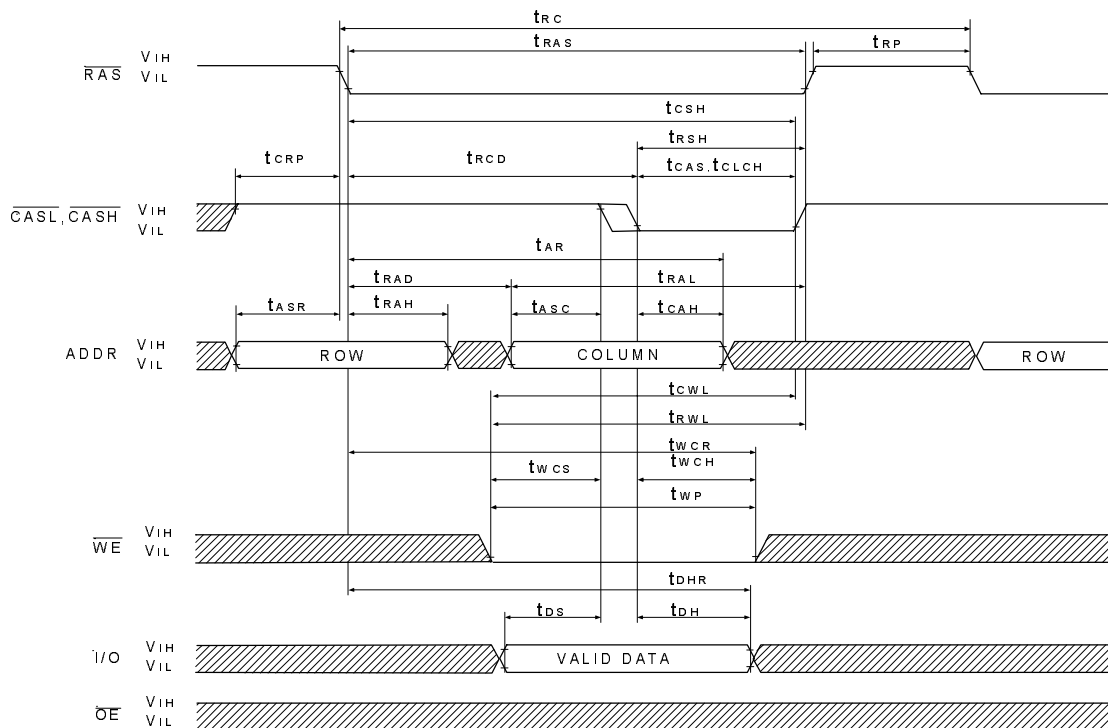 tRC
tRAS tRP
VIH
RAS VIL
tCSH
tRSH
tCRP tRCD tCAS,tCLCH
CASL,CASH VIH
VIL
tAR
tRAD tRAL
tASR tRAH tASC tCAH
ADDR VIH ROW COLUMN ROW
VIL
tCWL
tRWL
tWCR
tWCS tWCH
tWP
VIH
WE VIL
tDHR
tDS tDH
I/O VIH VALID DATA
VIL
OE VIH
VIL